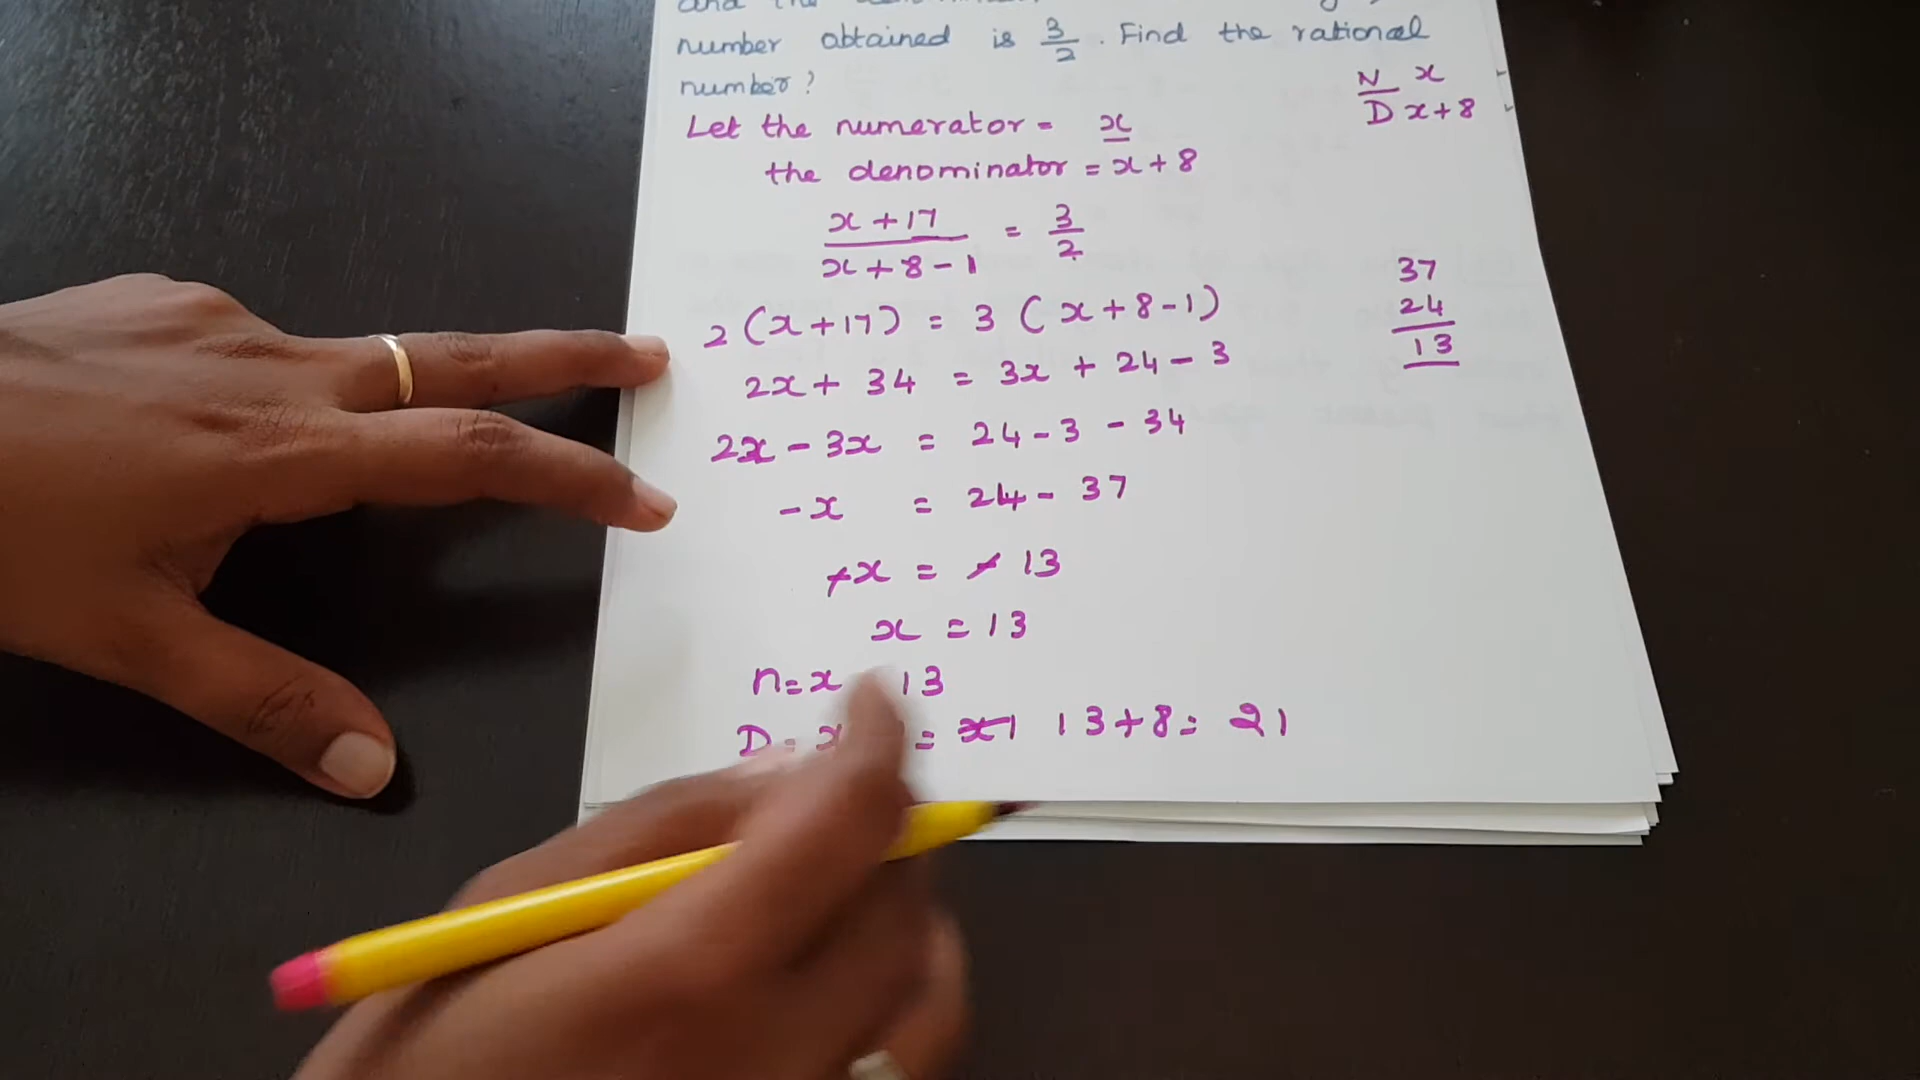 and the
number obtained is 3/2. Find the rational
number?
N x
D x+8
Let the numerator = x
the denominator = x+8
x+17 / x+8-1 = 3/2
37
24
13
2(x+17) = 3(x+8-1)
2x+34 = 3x+24-3
2x-3x = 24-3-34
-x = 24-37
-x = -13
x = 13
n=x 13
D=x = 13+8= 21